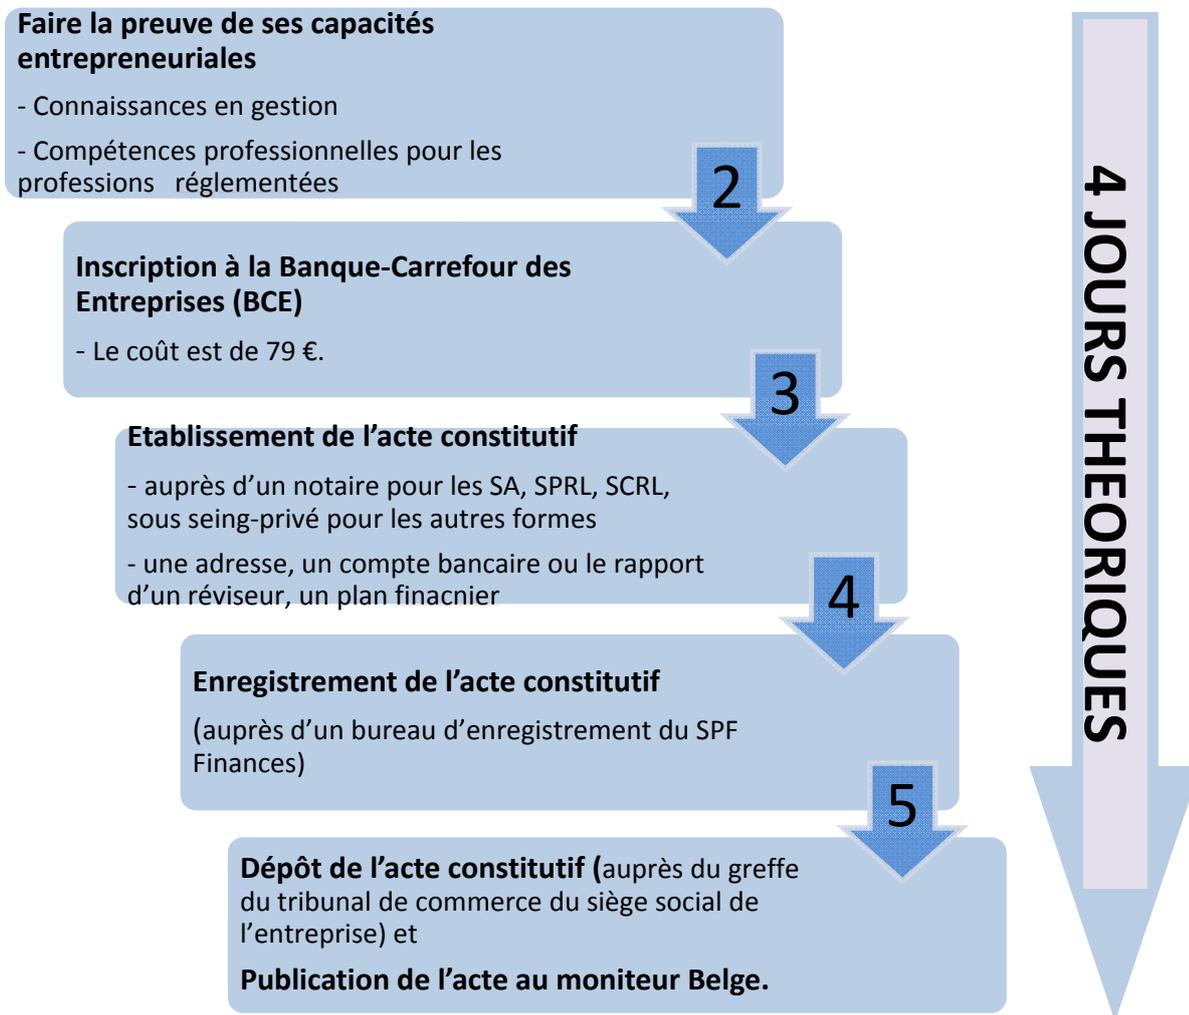 Faire la preuve de ses capacités
entrepreneuriales
- Connaissances en gestion
- Compétences professionnelles pour les
professions   réglementées
2
Inscription à la Banque-Carrefour des
Entreprises (BCE)
- Le coût est de 79 €.
3
Etablissement de l’acte constitutif
- auprès d’un notaire pour les SA, SPRL, SCRL,
sous seing-privé pour les autres formes
- une adresse, un compte bancaire ou le rapport
d’un réviseur, un plan finacnier
4
Enregistrement de l’acte constitutif
(auprès d’un bureau d’enregistrement du SPF
Finances)
5
Dépôt de l’acte constitutif (auprès du greffe
du tribunal de commerce du siège social de
l’entreprise) et
Publication de l’acte au moniteur Belge.
4 JOURS THEORIQUES